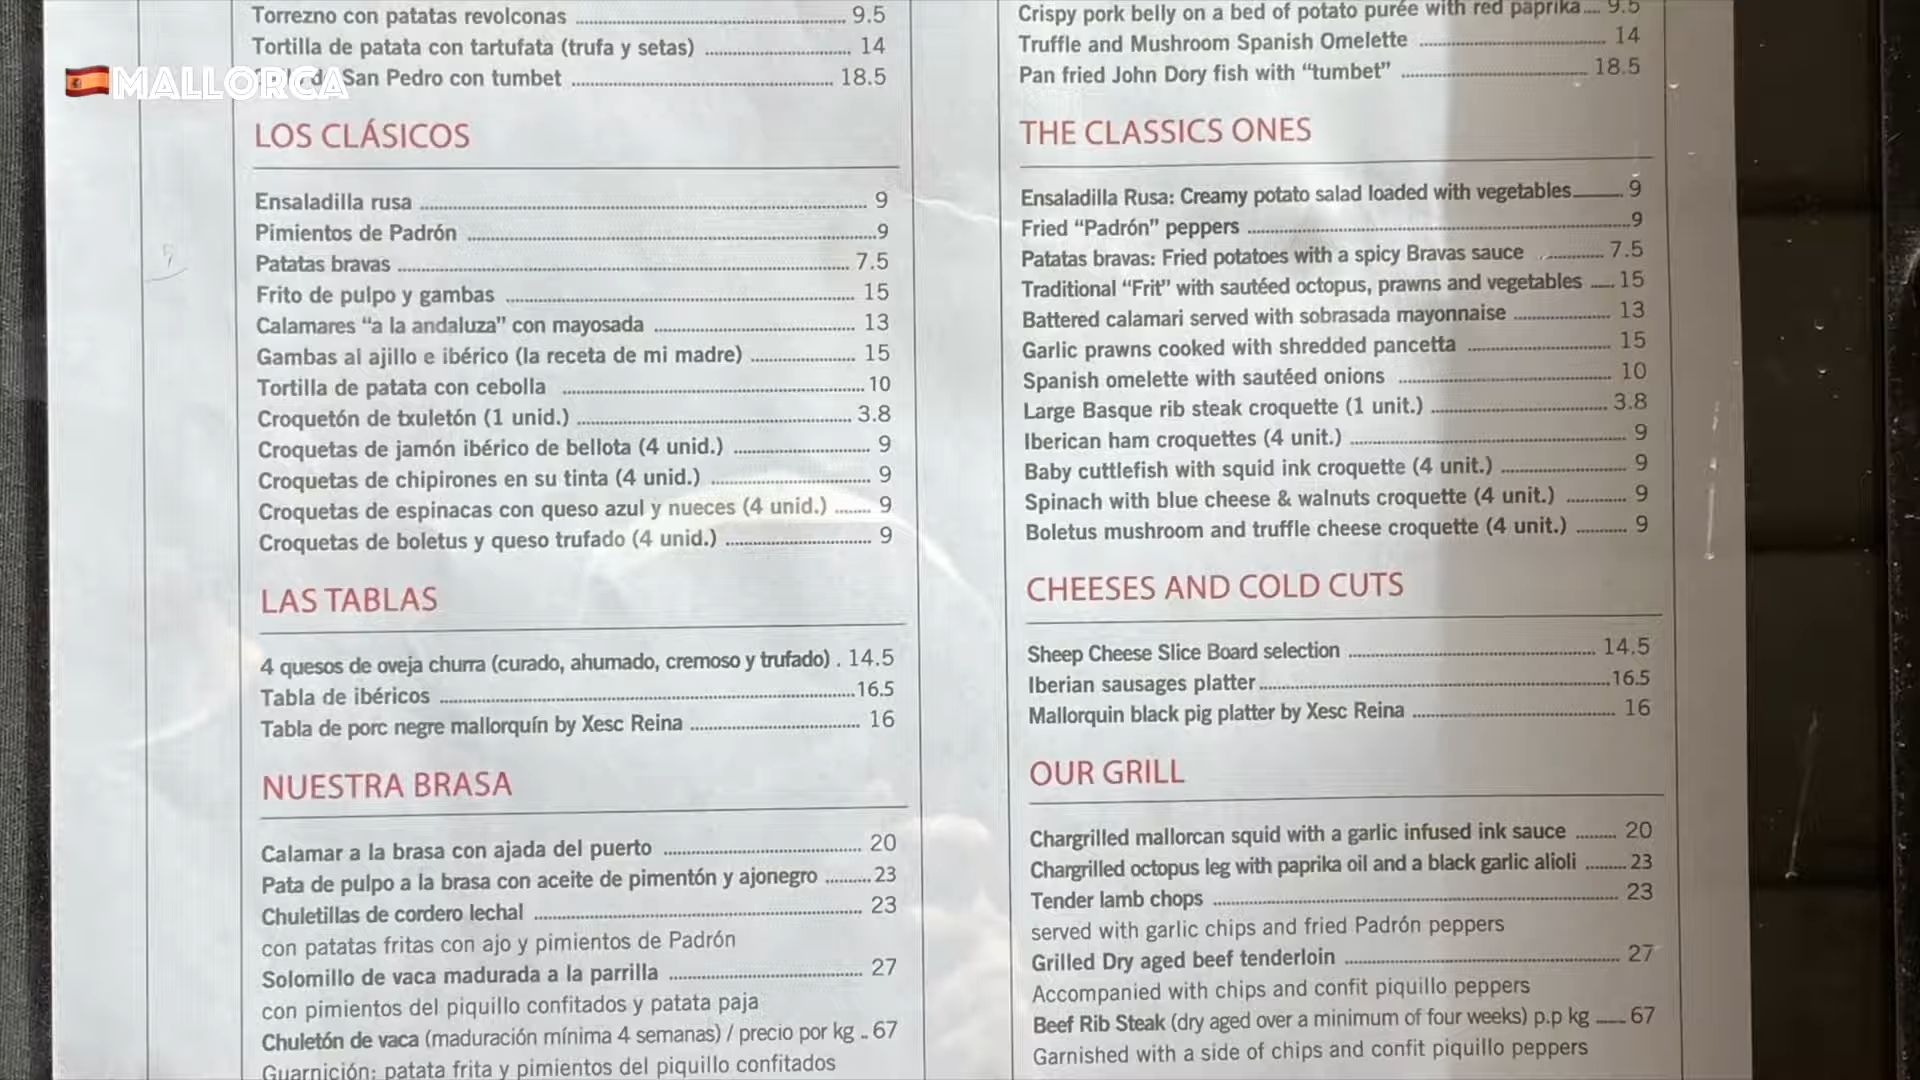 MALLORCA
Torrezno con patatas revolconas 9.5
Tortilla de patata con tartufata (trufa y setas) 14
San Pedro con tumbet 18.5
LOS CLÁSICOS
Ensaladilla rusa 9
Pimientos de Padrón 9
Patatas bravas 7.5
Frito de pulpo y gambas 15
Calamares “a la andaluza” con mayosada 13
Gambas al ajillo e ibérico (la receta de mi madre) 15
Tortilla de patata con cebolla 10
Croquetón de txuletón (1 unid.) 3.8
Croquetas de jamón ibérico de bellota (4 unid.) 9
Croquetas de chipirones en su tinta (4 unid.) 9
Croquetas de espinacas con queso azul y nueces (4 unid.) 9
Croquetas de boletus y queso trufado (4 unid.) 9
LAS TABLAS
4 quesos de oveja churra (curado, ahumado, cremoso y trufado) 14.5
Tabla de ibéricos 16.5
Tabla de porc negre mallorquín by Xesc Reina 16
NUESTRA BRASA
Calamar a la brasa con ajada del puerto 20
Pata de pulpo a la brasa con aceite de pimentón y ajonegro 23
Chuletillas de cordero lechal 23
con patatas fritas con ajo y pimientos de Padrón
Solomillo de vaca madurada a la parrilla 27
con pimientos del piquillo confitados y patata paja
Chuletón de vaca (maduración mínima 4 semanas) / precio por kg 67
Guarnición: patata frita y pimientos del piquillo confitados
Crispy pork belly on a bed of potato purée with red paprika 9.5
Truffle and Mushroom Spanish Omelette 14
Pan fried John Dory fish with “tumbet” 18.5
THE CLASSICS ONES
Ensaladilla Rusa: Creamy potato salad loaded with vegetables 9
Fried “Padrón” peppers 9
Patatas bravas: Fried potatoes with a spicy Bravas sauce 7.5
Traditional “Frit” with sautéed octopus, prawns and vegetables 15
Battered calamari served with sobrasada mayonnaise 13
Garlic prawns cooked with shredded pancetta 15
Spanish omelette with sautéed onions 10
Large Basque rib steak croquette (1 unit.) 3.8
Iberican ham croquettes (4 unit.) 9
Baby cuttlefish with squid ink croquette (4 unit.) 9
Spinach with blue cheese & walnuts croquette (4 unit.) 9
Boletus mushroom and truffle cheese croquette (4 unit.) 9
CHEESES AND COLD CUTS
Sheep Cheese Slice Board selection 14.5
Iberian sausages platter 16.5
Mallorquin black pig platter by Xesc Reina 16
OUR GRILL
Chargrilled mallorcan squid with a garlic infused ink sauce 20
Chargrilled octopus leg with paprika oil and a black garlic alioli 23
Tender lamb chops 23
served with garlic chips and fried Padrón peppers
Grilled Dry aged beef tenderloin 27
Accompanied with chips and confit piquillo peppers
Beef Rib Steak (dry aged over a minimum of four weeks) p.p kg 67
Garnished with a side of chips and confit piquillo peppers